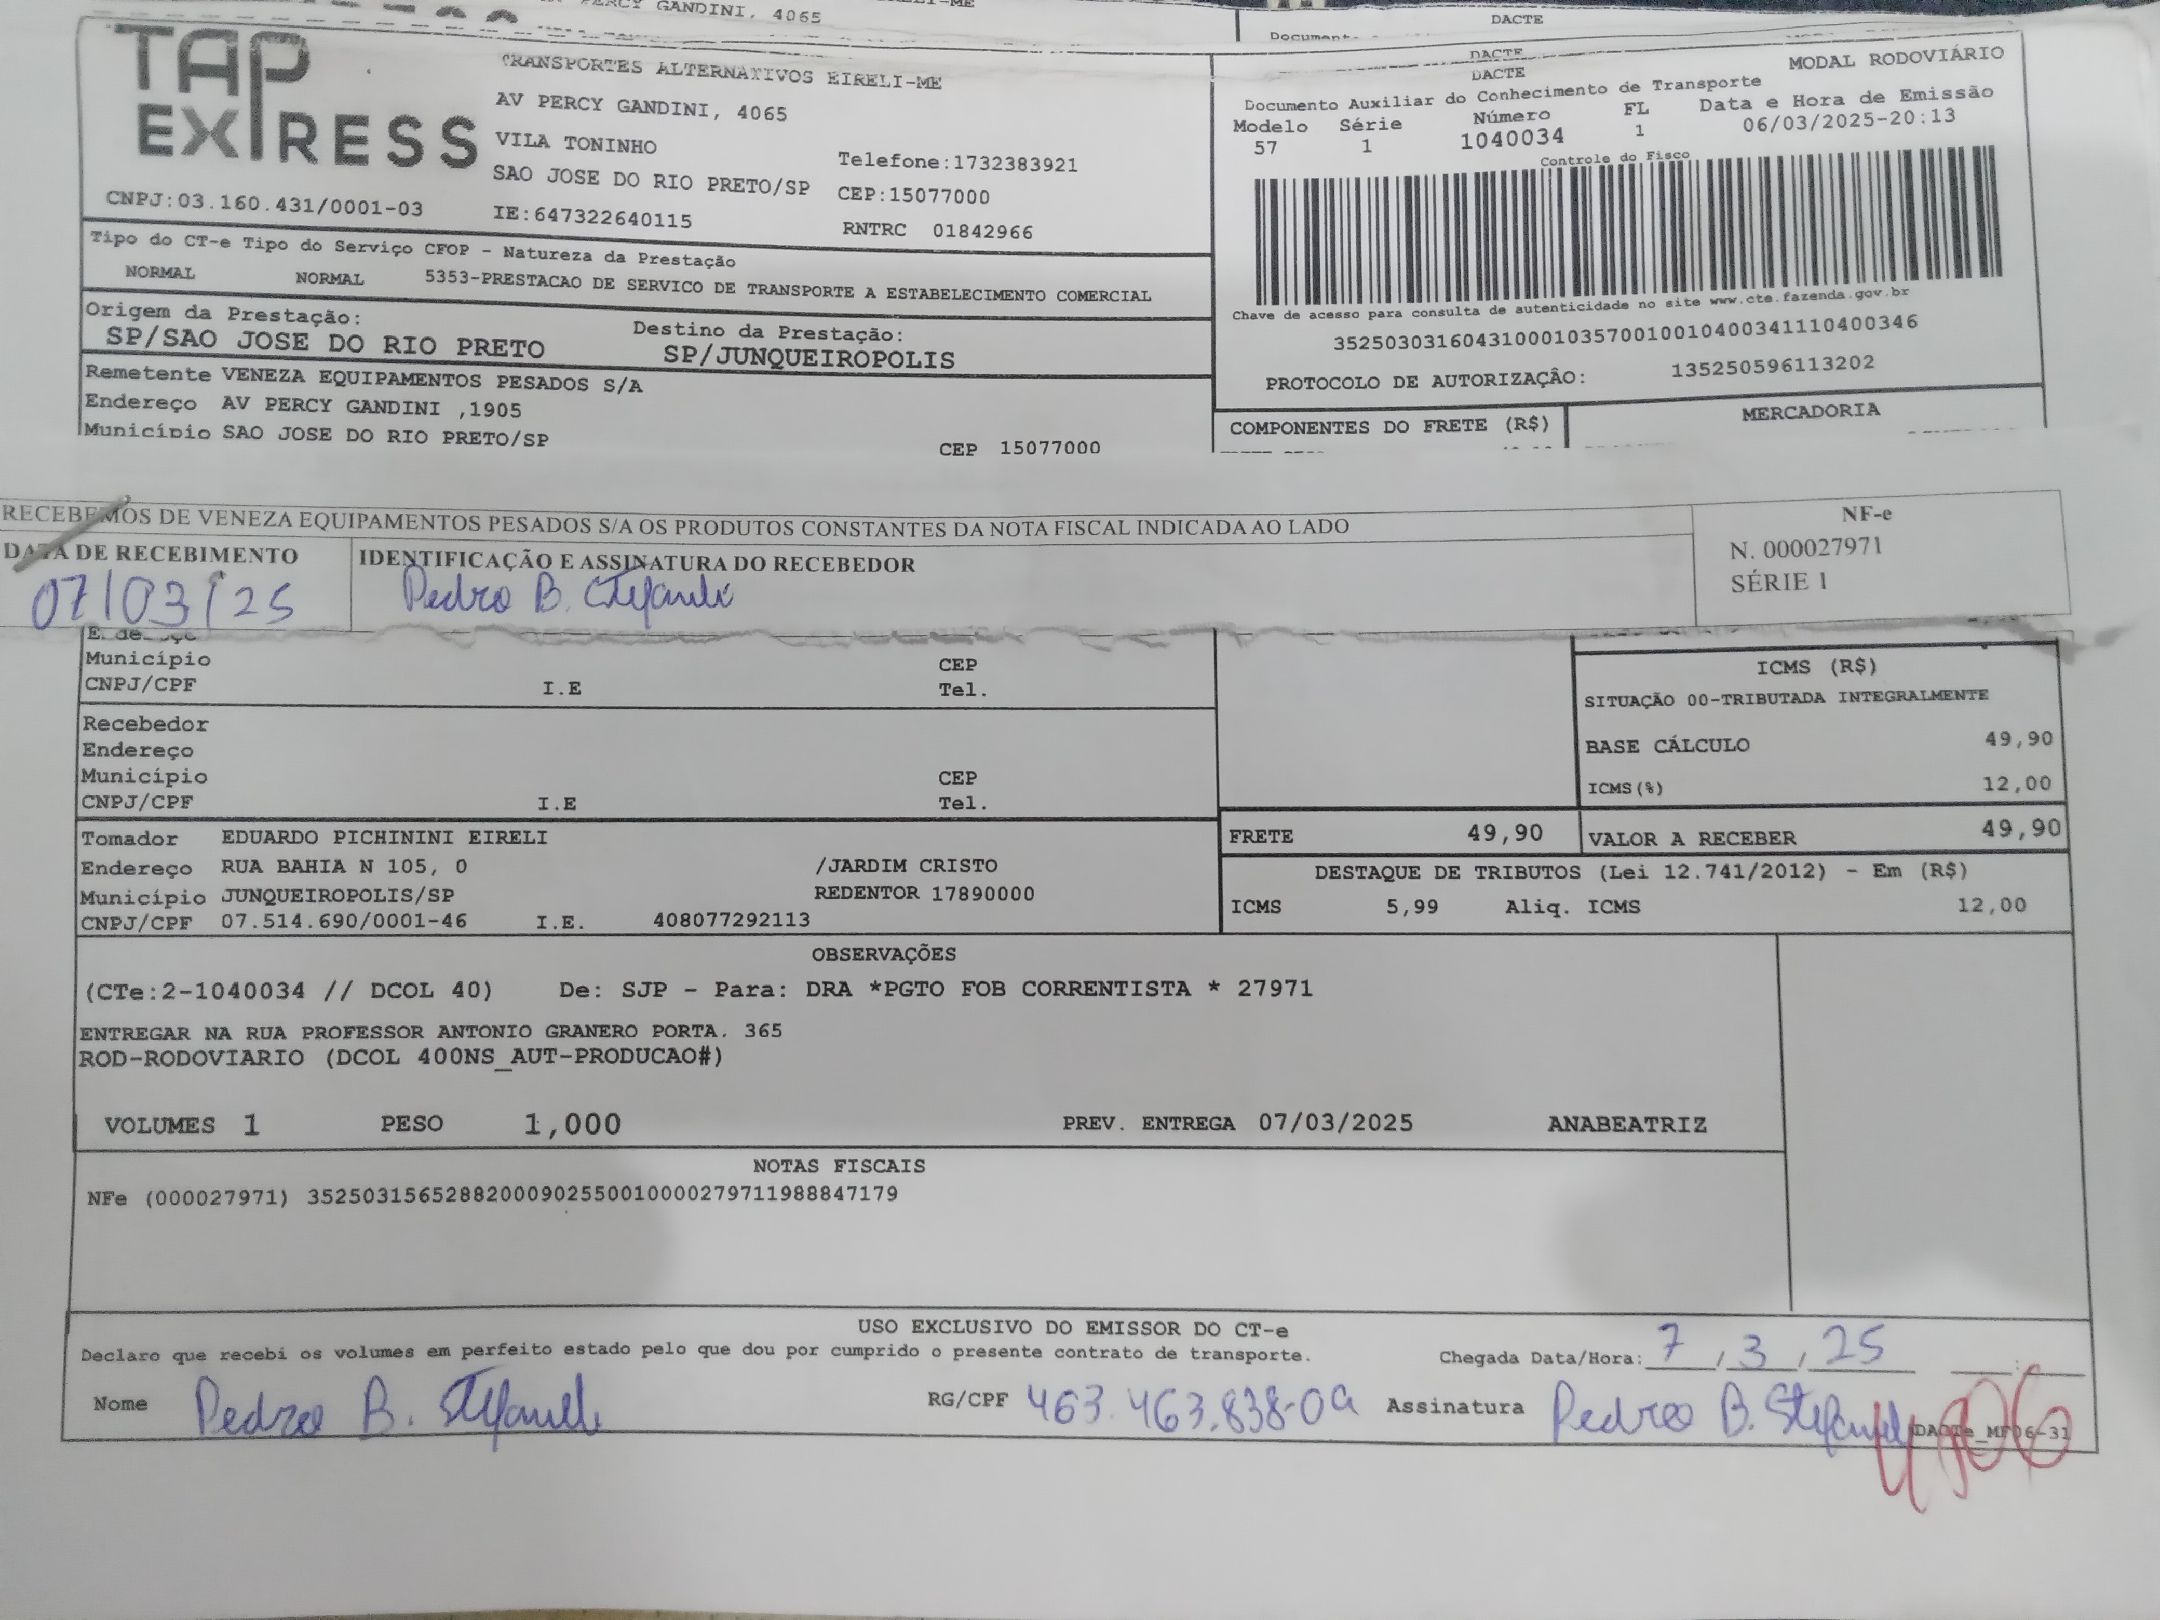 PERCY GANDINI, 4065
DACTE
TAP EXPRESS
TRANSPORTES ALTERNATIVOS EIRELI-ME
AV PERCY GANDINI, 4065
VILA TONINHO
Telefone:1732383921
SAO JOSE DO RIO PRETO/SP CEP:15077000
CNPJ:03.160.431/0001-03 IE:647322640115 RNTRC 01842966
DACTE
DACTE
MODAL RODOVIÁRIO
Documento Auxiliar do Conhecimento de Transporte
Modelo Série Número FL Data e Hora de Emissão
57 1 1040034 1 06/03/2025-20:13
Controle do Fisco
Chave de acesso para consulta de autenticidade no site www.cte.fazenda.gov.br
35250303160431000103570010010400341110400346
PROTOCOLO DE AUTORIZAÇÂO: 135250596113202
Tipo do CT-e Tipo do Serviço CFOP - Natureza da Prestação
NORMAL NORMAL 5353-PRESTACAO DE SERVICO DE TRANSPORTE A ESTABELECIMENTO COMERCIAL
Origem da Prestação: Destino da Prestação:
SP/SAO JOSE DO RIO PRETO SP/JUNQUEIROPOLIS
Remetente VENEZA EQUIPAMENTOS PESADOS S/A
Endereço AV PERCY GANDINI ,1905
Município SAO JOSE DO RIO PRETO/SP CEP 15077000
COMPONENTES DO FRETE (R$) MERCADORIA
RECEBEMOS DE VENEZA EQUIPAMENTOS PESADOS S/A OS PRODUTOS CONSTANTES DA NOTA FISCAL INDICADA AO LADO
DATA DE RECEBIMENTO IDENTIFICAÇÃO E ASSINATURA DO RECEBEDOR
07/03/25 Pedro B. Stefanelli
NF-e
N. 000027971
SÉRIE 1
Município CEP
CNPJ/CPF I.E Tel.
Recebedor
Endereço
Município CEP
CNPJ/CPF I.E Tel.
ICMS (R$)
SITUAÇÃO 00-TRIBUTADA INTEGRALMENTE
BASE CÁLCULO 49,90
ICMS(%) 12,00
Tomador EDUARDO PICHININI EIRELI
Endereço RUA BAHIA N 105, 0 /JARDIM CRISTO
Município JUNQUEIROPOLIS/SP REDENTOR 17890000
CNPJ/CPF 07.514.690/0001-46 I.E. 408077292113
FRETE 49,90 VALOR A RECEBER 49,90
DESTAQUE DE TRIBUTOS (Lei 12.741/2012) - Em (R$)
ICMS 5,99 Aliq. ICMS 12,00
OBSERVAÇÕES
(CTe:2-1040034 // DCOL 40) De: SJP - Para: DRA *PGTO FOB CORRENTISTA * 27971
ENTREGAR NA RUA PROFESSOR ANTONIO GRANERO PORTA. 365
ROD-RODOVIARIO (DCOL 400NS_AUT-PRODUCAO#)
VOLUMES 1 PESO 1,000 PREV. ENTREGA 07/03/2025 ANABEATRIZ
NOTAS FISCAIS
NFe (000027971) 35250315652882000902550010000279711988847179
USO EXCLUSIVO DO EMISSOR DO CT-e
Declaro que recebi os volumes em perfeito estado pelo que dou por cumprido o presente contrato de transporte. Chegada Data/Hora: 7 / 3 / 25
Nome Pedro B. Stefanelli RG/CPF 463.463.838-09 Assinatura Pedro B. Stefanelli